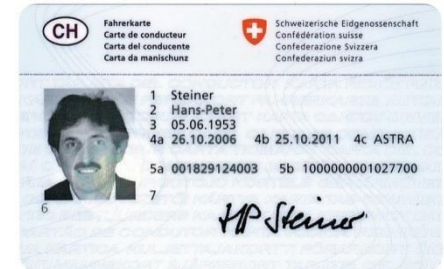 CH
Fahrerkarte
Carte de conducteur
Carta del conducente
Carta da manischunz
Schweizerische Eidgenossenschaft
Confédération suisse
Confederazione Svizzera
Confederaziun svizra
1 Steiner
2 Hans-Peter
3 05.06.1953
4a 26.10.2006 4b 25.10.2011 4c ASTRA
5a 001829124003 5b 1000000001027700
7
HP Steiner
6